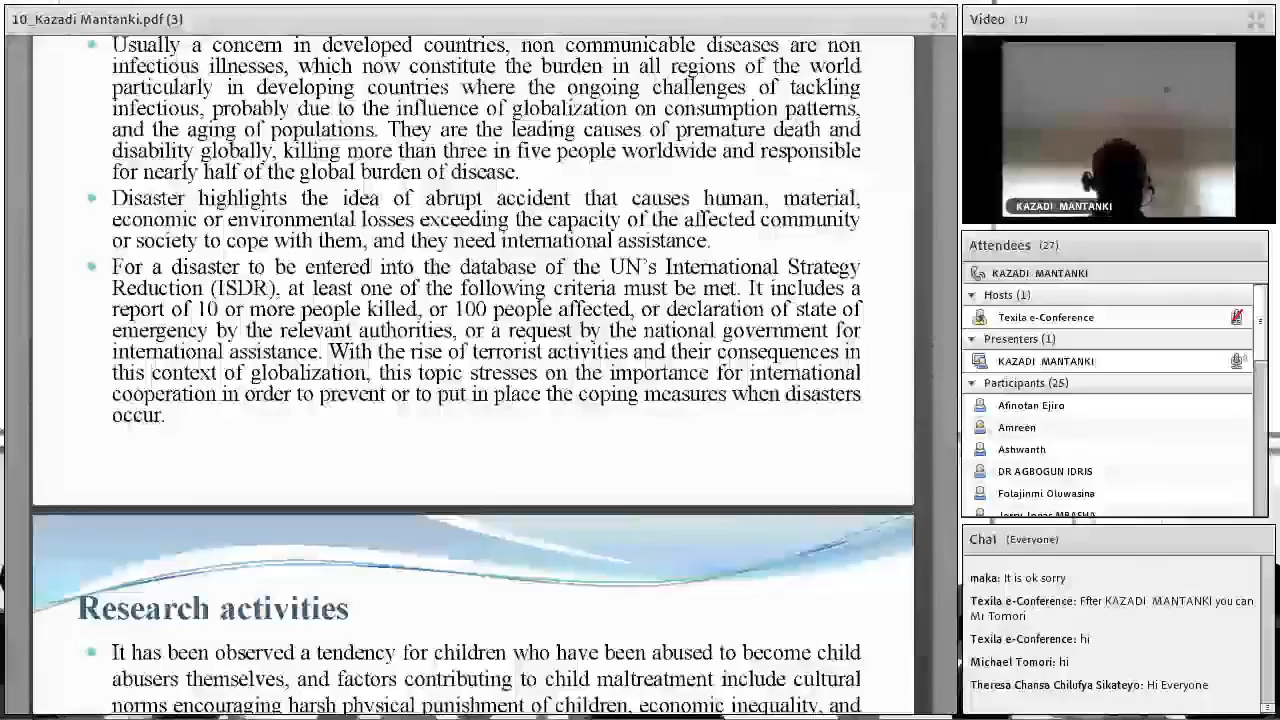 10_Kazadi Mantanki.pdf (3)
Usually a concern in developed countries, non communicable diseases are non
infectious illnesses, which now constitute the burden in all regions of the world
particularly in developing countries where the ongoing challenges of tackling
infectious, probably due to the influence of globalization on consumption patterns,
and the aging of populations. They are the leading causes of premature death and
disability globally, killing more than three in five people worldwide and responsible
for nearly half of the global burden of disease.
Disaster highlights the idea of abrupt accident that causes human, material,
economic or environmental losses exceeding the capacity of the affected community
or society to cope with them, and they need international assistance.
For a disaster to be entered into the database of the UN's International Strategy
Reduction (ISDR), at least one of the following criteria must be met. It includes a
report of 10 or more people killed, or 100 people affected, or declaration of state of
emergency by the relevant authorities, or a request by the national government for
international assistance. With the rise of terrorist activities and their consequences in
this context of globalization, this topic stresses on the importance for international
cooperation in order to prevent or to put in place the coping measures when disasters
occur.
Research activities
It has been observed a tendency for children who have been abused to become child
abusers themselves, and factors contributing to child maltreatment include cultural
norms encouraging harsh physical punishment of children, economic inequality, and
Video (1)
KAZADI MANTANKI
Attendees (27)
KAZADI MANTANKI
Hosts (1)
Texila e-Conference
Presenters (1)
KAZADI MANTANKI
Participants (25)
Afinotan Ejiro
Amreen
Ashwanth
DR AGBOGUN IDRIS
Folajinmi Oluwasina
Chat (Everyone)
maka: It is ok sorry
Texila e-Conference: Ffter KAZADI MANTANKI you can
Mr Tomori
Texila e-Conference: hi
Michael Tomori: hi
Theresa Chansa Chilufya Sikateyo: Hi Everyone